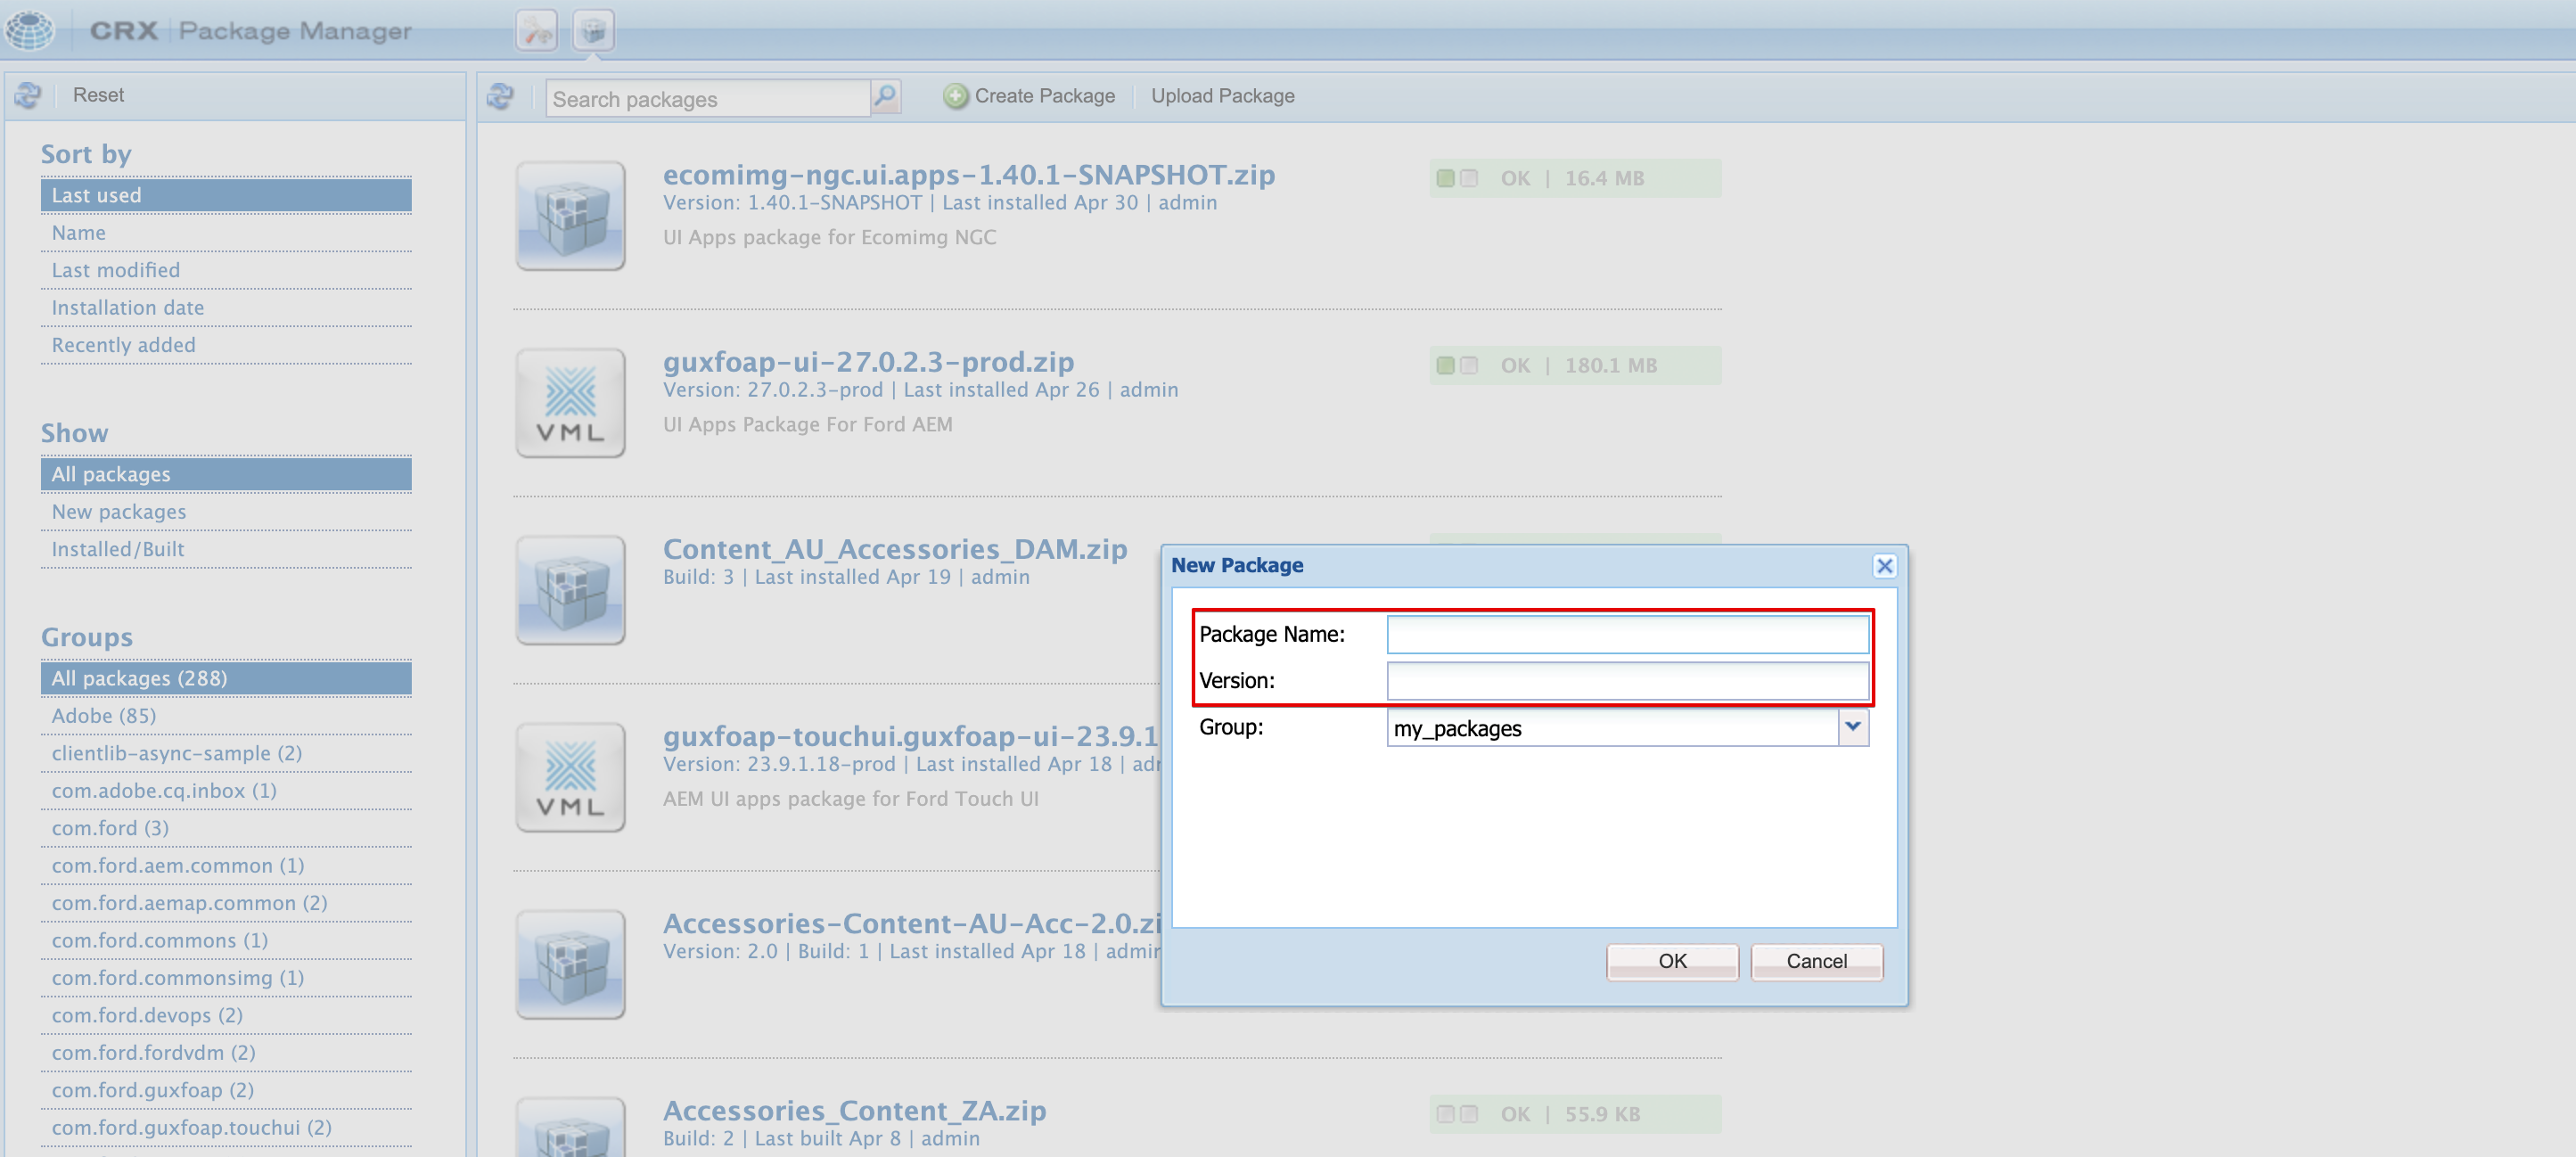 CRX Package Manager
Reset
Search packages
Create Package
Upload Package
Sort by
Last used
Name
Last modified
Installation date
Recently added
Show
All packages
New packages
Installed/Built
Groups
All packages (288)
Adobe (85)
clientlib-async-sample (2)
com.adobe.cq.inbox (1)
com.ford (3)
com.ford.aem.common (1)
com.ford.aemap.common (2)
com.ford.commons (1)
com.ford.commonsimg (1)
com.ford.devops (2)
com.ford.fordvdm (2)
com.ford.guxfoap (2)
com.ford.guxfoap.touchui (2)
ecomimg-ngc.ui.apps-1.40.1-SNAPSHOT.zip
Version: 1.40.1-SNAPSHOT | Last installed Apr 30 | admin
UI Apps package for Ecomimg NGC
OK | 16.4 MB
VML
guxfoap-ui-27.0.2.3-prod.zip
Version: 27.0.2.3-prod | Last installed Apr 26 | admin
UI Apps Package For Ford AEM
OK | 180.1 MB
Content_AU_Accessories_DAM.zip
Build: 3 | Last installed Apr 19 | admin
VML
guxfoap-touchui.guxfoap-ui-23.9.1
Version: 23.9.1.18-prod | Last installed Apr 18 | adm
AEM UI apps package for Ford Touch UI
Accessories-Content-AU-Acc-2.0.zi
Version: 2.0 | Build: 1 | Last installed Apr 18 | admin
Accessories_Content_ZA.zip
Build: 2 | Last built Apr 8 | admin
OK | 55.9 KB
New Package
Package Name:
Version:
Group:
my_packages
OK
Cancel